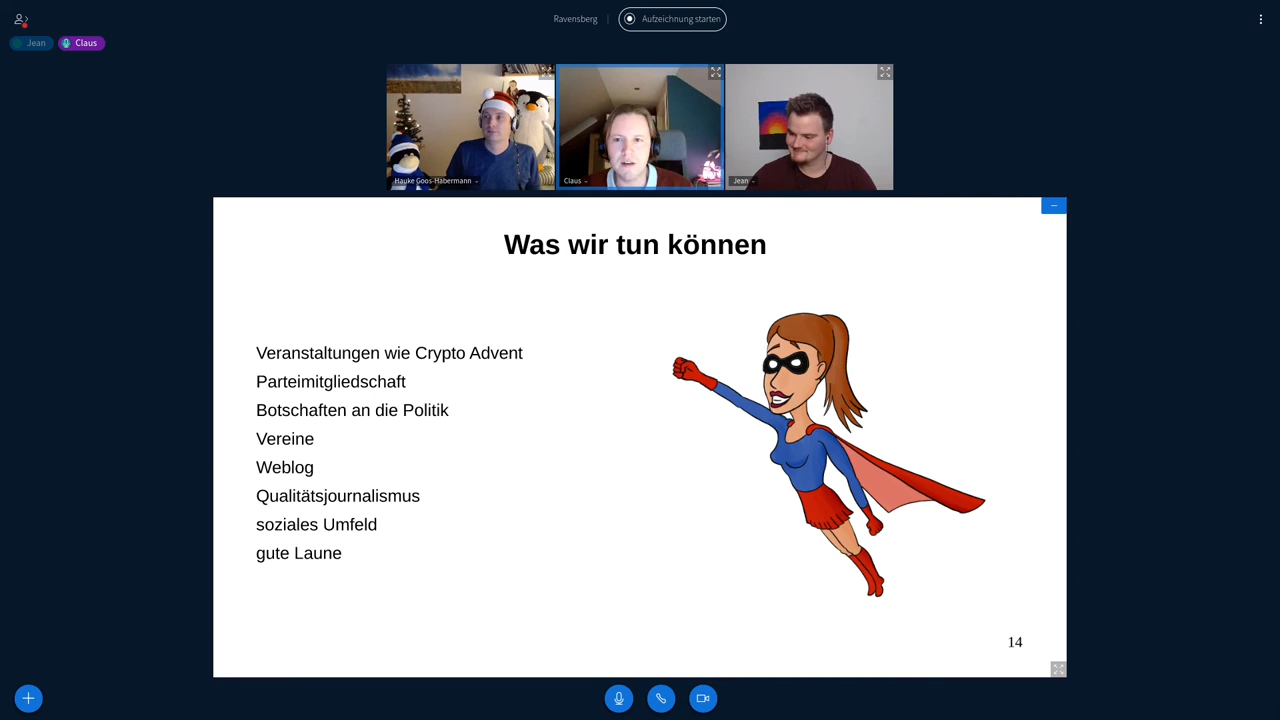 Ravensberg
Aufzeichnung starten
Jean
Claus
Hauke Goos-Habermann
Claus
Jean
Was wir tun können
Veranstaltungen wie Crypto Advent
Parteimitgliedschaft
Botschaften an die Politik
Vereine
Weblog
Qualitätsjournalismus
soziales Umfeld
gute Laune
14